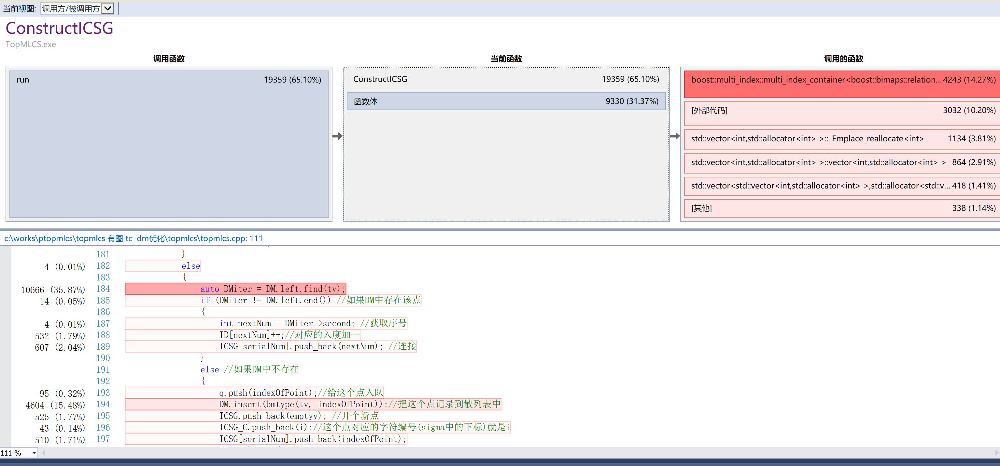 当前视图: 调用方/被调用方
ConstructICSG
TopMLCS.exe
调用函数 当前函数 调用的函数
run 19359 (65.10%)
ConstructICSG 19359 (65.10%)
函数体 9330 (31.37%)
boost::multi_index::multi_index_container<boost::bimaps::relation... 4243 (14.27%)
[外部代码] 3032 (10.20%)
std::vector<int,std::allocator<int> >::_Emplace_reallocate<int> 1134 (3.81%)
std::vector<int,std::allocator<int> >::vector<int,std::allocator<int> > 864 (2.91%)
std::vector<std::vector<int,std::allocator<int> >,std::allocator<std::v... 418 (1.41%)
[其他] 338 (1.14%)
c:\works\ptopmlcs\topmlcs 有图 tc  dm优化\topmlcs\topmlcs.cpp: 111
181 }
4 (0.01%) 182 else
183 {
10666 (35.87%) 184 auto DMiter = DM.left.find(tv);
14 (0.05%) 185 if (DMiter != DM.left.end()) //如果DM中存在该点
186 {
4 (0.01%) 187 int nextNum = DMiter->second; //获取序号
532 (1.79%) 188 ID[nextNum]++;//对应的入度加一
607 (2.04%) 189 ICSG[serialNum].push_back(nextNum); //连接
190 }
191 else //如果DM中不存在
192 {
95 (0.32%) 193 q.push(indexOfPoint);//给这个点入队
4604 (15.48%) 194 DM.insert(bmtype(tv, indexOfPoint));//把这个点记录到散列表中
525 (1.77%) 195 ICSG.push_back(emptyv); //开个新点
43 (0.14%) 196 ICSG_C.push_back(i);//这个点对应的字符编号(sigma中的下标)就是i
510 (1.71%) 197 ICSG[serialNum].push_back(indexOfPoint);
111 %